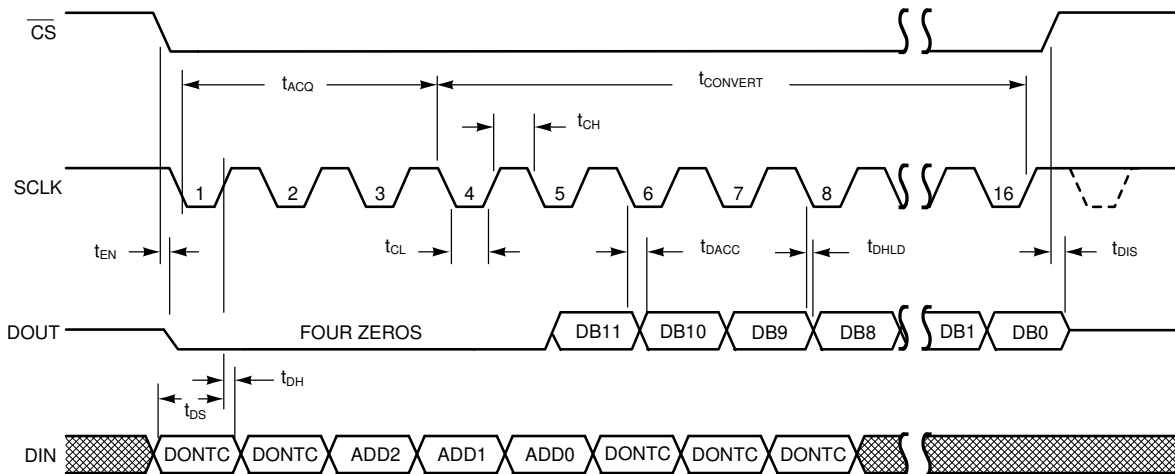 CS
tACQ
tCONVERT
tCH
SCLK
1 2 3 4 5 6 7 8 16
tEN
tCL
tDACC
tDHLD
tDIS
DOUT
FOUR ZEROS
DB11 DB10 DB9 DB8 DB1 DB0
tDH
tDS
DIN
DONTC DONTC ADD2 ADD1 ADD0 DONTC DONTC DONTC